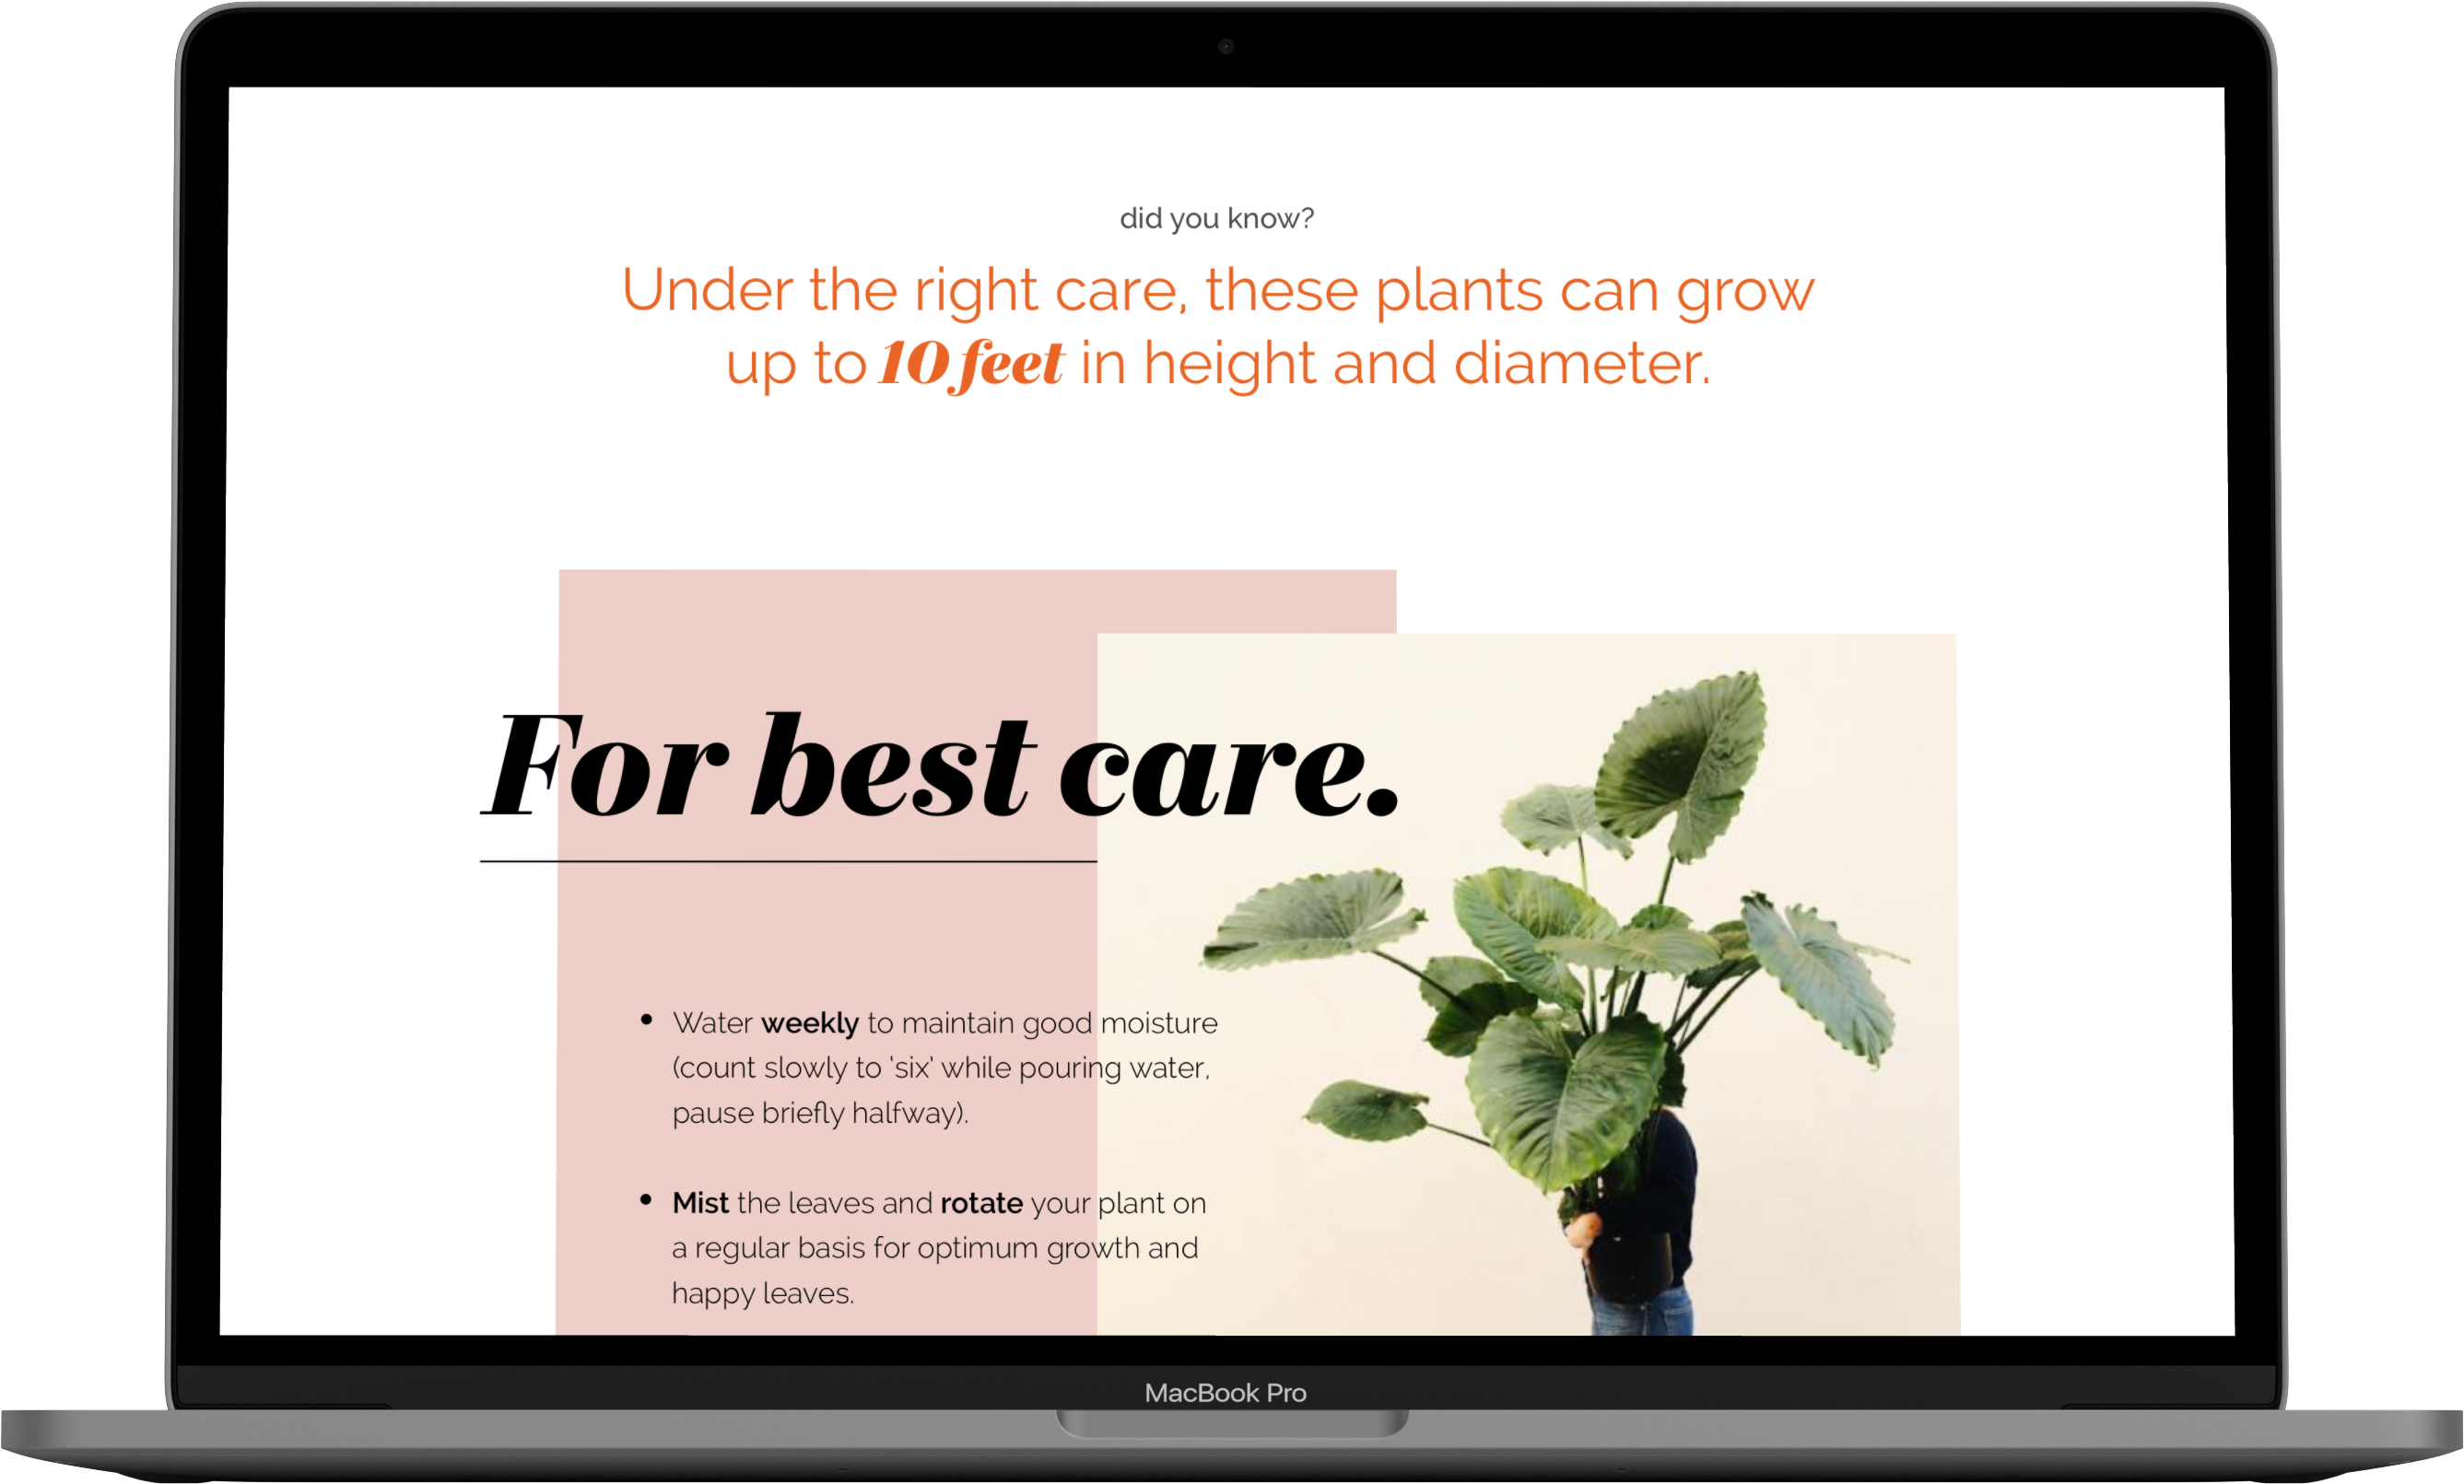 did you know?
Under the right care, these plants can grow
up to 10 feet in height and diameter.
For best care.
• Water weekly to maintain good moisture
(count slowly to 'six' while pouring water,
pause briefly halfway).
• Mist the leaves and rotate your plant on
a regular basis for optimum growth and
happy leaves.
MacBook Pro